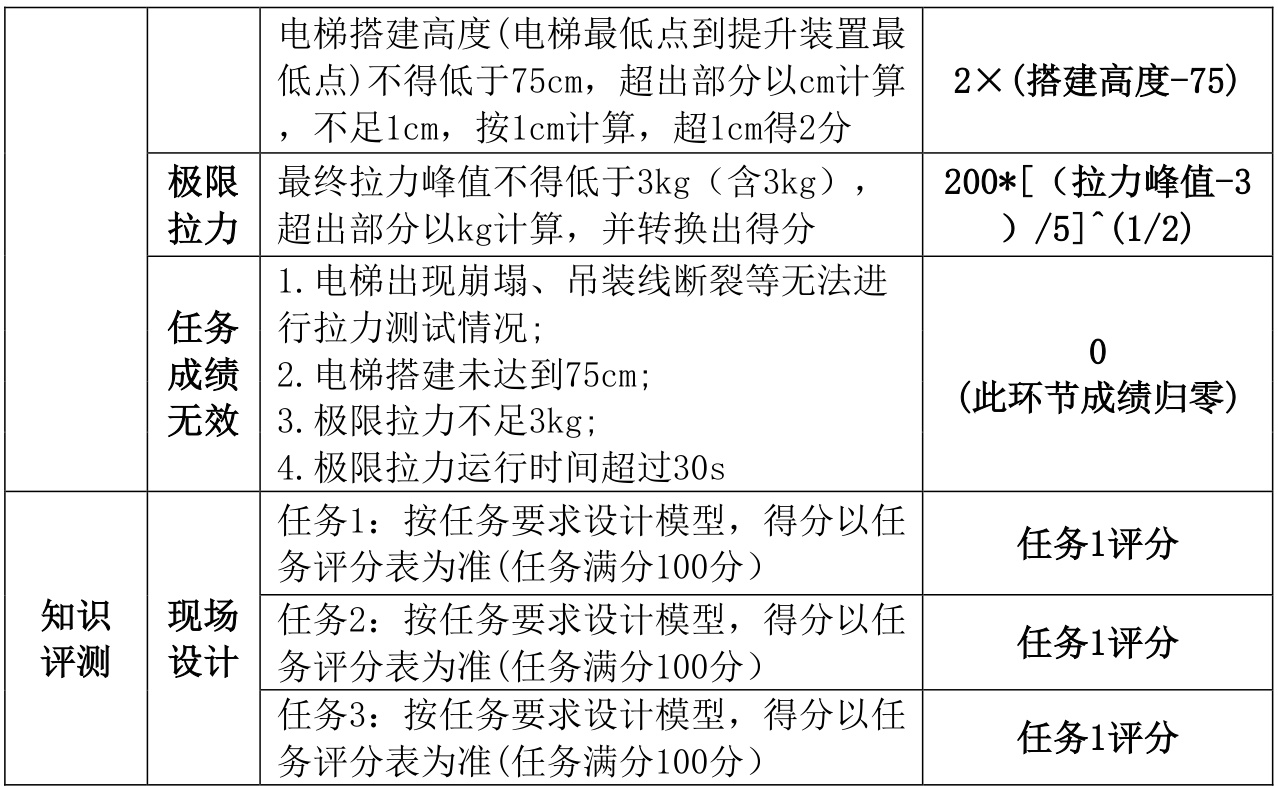 电梯搭建高度(电梯最低点到提升装置最
低点)不得低于75cm，超出部分以cm计算
，不足1cm，按1cm计算，超1cm得2分
2×(搭建高度-75)
极限
拉力
最终拉力峰值不得低于3kg（含3kg），
超出部分以kg计算，并转换出得分
200*[（拉力峰值-3
）/5]^(1/2)
任务
成绩
无效
1.电梯出现崩塌、吊装线断裂等无法进
行拉力测试情况;
2.电梯搭建未达到75cm;
3.极限拉力不足3kg;
4.极限拉力运行时间超过30s
0
(此环节成绩归零)
知识
评测
现场
设计
任务1：按任务要求设计模型，得分以任
务评分表为准(任务满分100分）
任务1评分
任务2：按任务要求设计模型，得分以任
务评分表为准(任务满分100分）
任务1评分
任务3：按任务要求设计模型，得分以任
务评分表为准(任务满分100分）
任务1评分